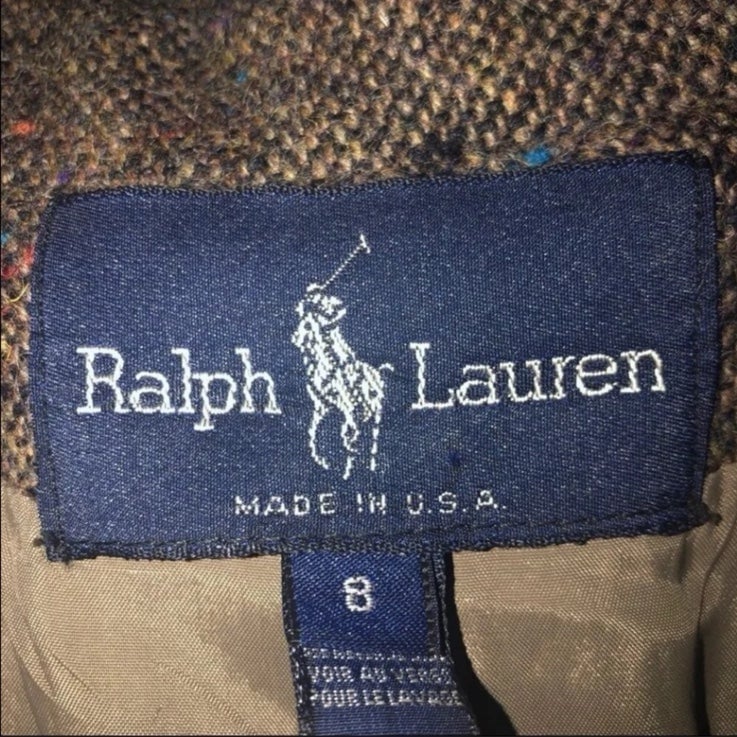 Ralph Lauren
MADE IN U.S.A.
8
VOIR AU VERSO
POUR LE LAVAGE